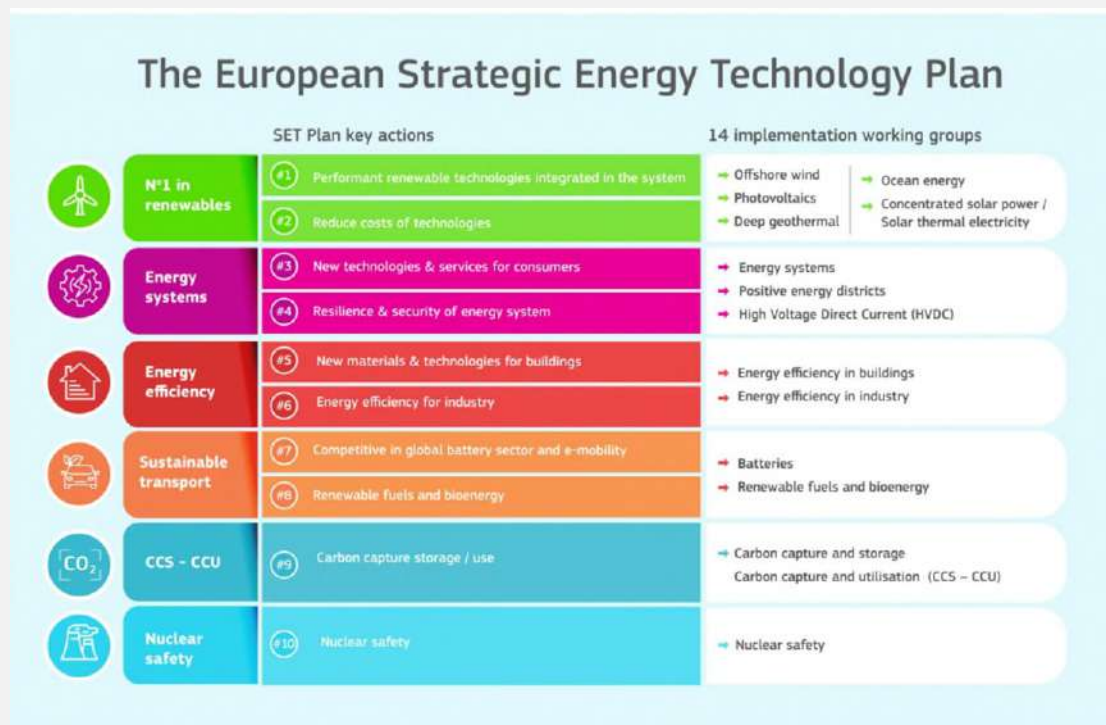 The European Strategic Energy Technology Plan
SET Plan key actions
14 implementation working groups
N°1 in
renewables
#1 Performant renewable technologies integrated in the system
#2 Reduce costs of technologies
→ Offshore wind
→ Photovoltaics
→ Deep geothermal
→ Ocean energy
→ Concentrated solar power /
Solar thermal electricity
Energy
systems
#3 New technologies & services for consumers
#4 Resilience & security of energy system
→ Energy systems
→ Positive energy districts
→ High Voltage Direct Current (HVDC)
Energy
efficiency
#5 New materials & technologies for buildings
#6 Energy efficiency for industry
→ Energy efficiency in buildings
→ Energy efficiency in industry
Sustainable
transport
#7 Competitive in global battery sector and e-mobility
#8 Renewable fuels and bioenergy
→ Batteries
→ Renewable fuels and bioenergy
CO₂
CCS - CCU
#9 Carbon capture storage / use
→ Carbon capture and storage
Carbon capture and utilisation (CCS – CCU)
Nuclear
safety
#10 Nuclear safety
→ Nuclear safety